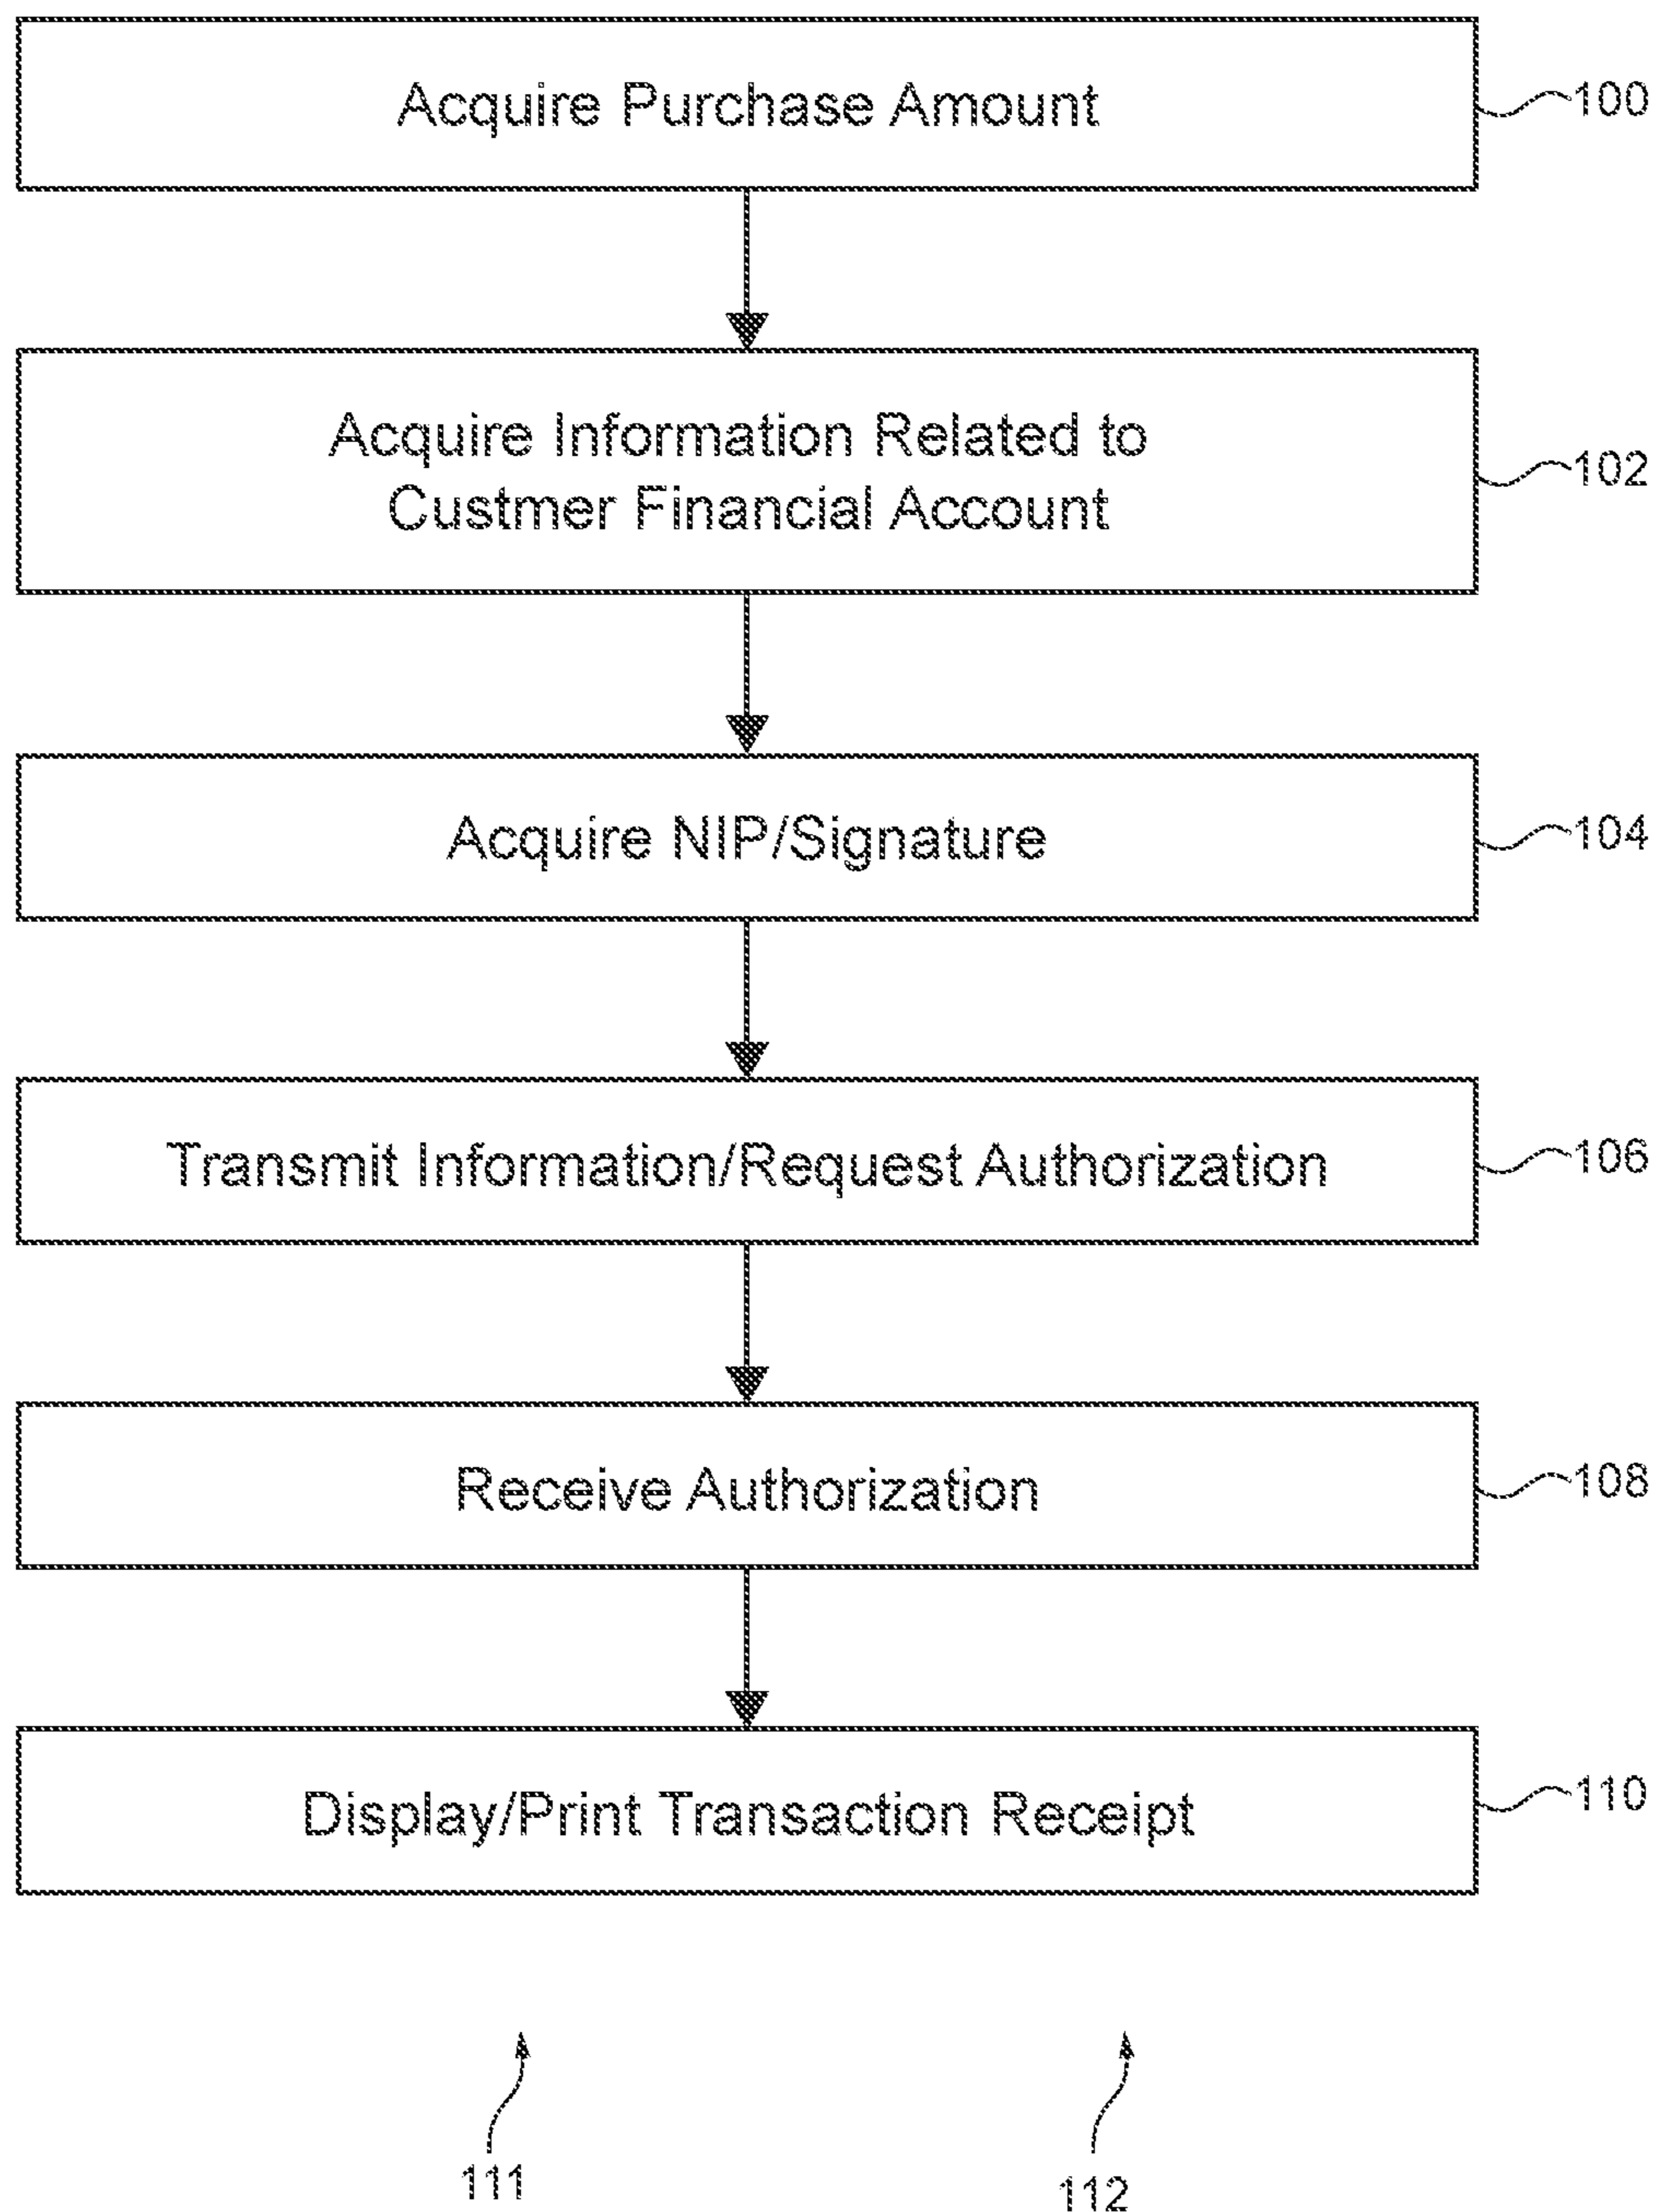 Acquire Purchase Amount
100
Acquire Information Related to
Custmer Financial Account
102
Acquire NIP/Signature
104
Transmit Information/Request Authorization
106
Receive Authorization
108
Display/Print Transaction Receipt
110
111
112